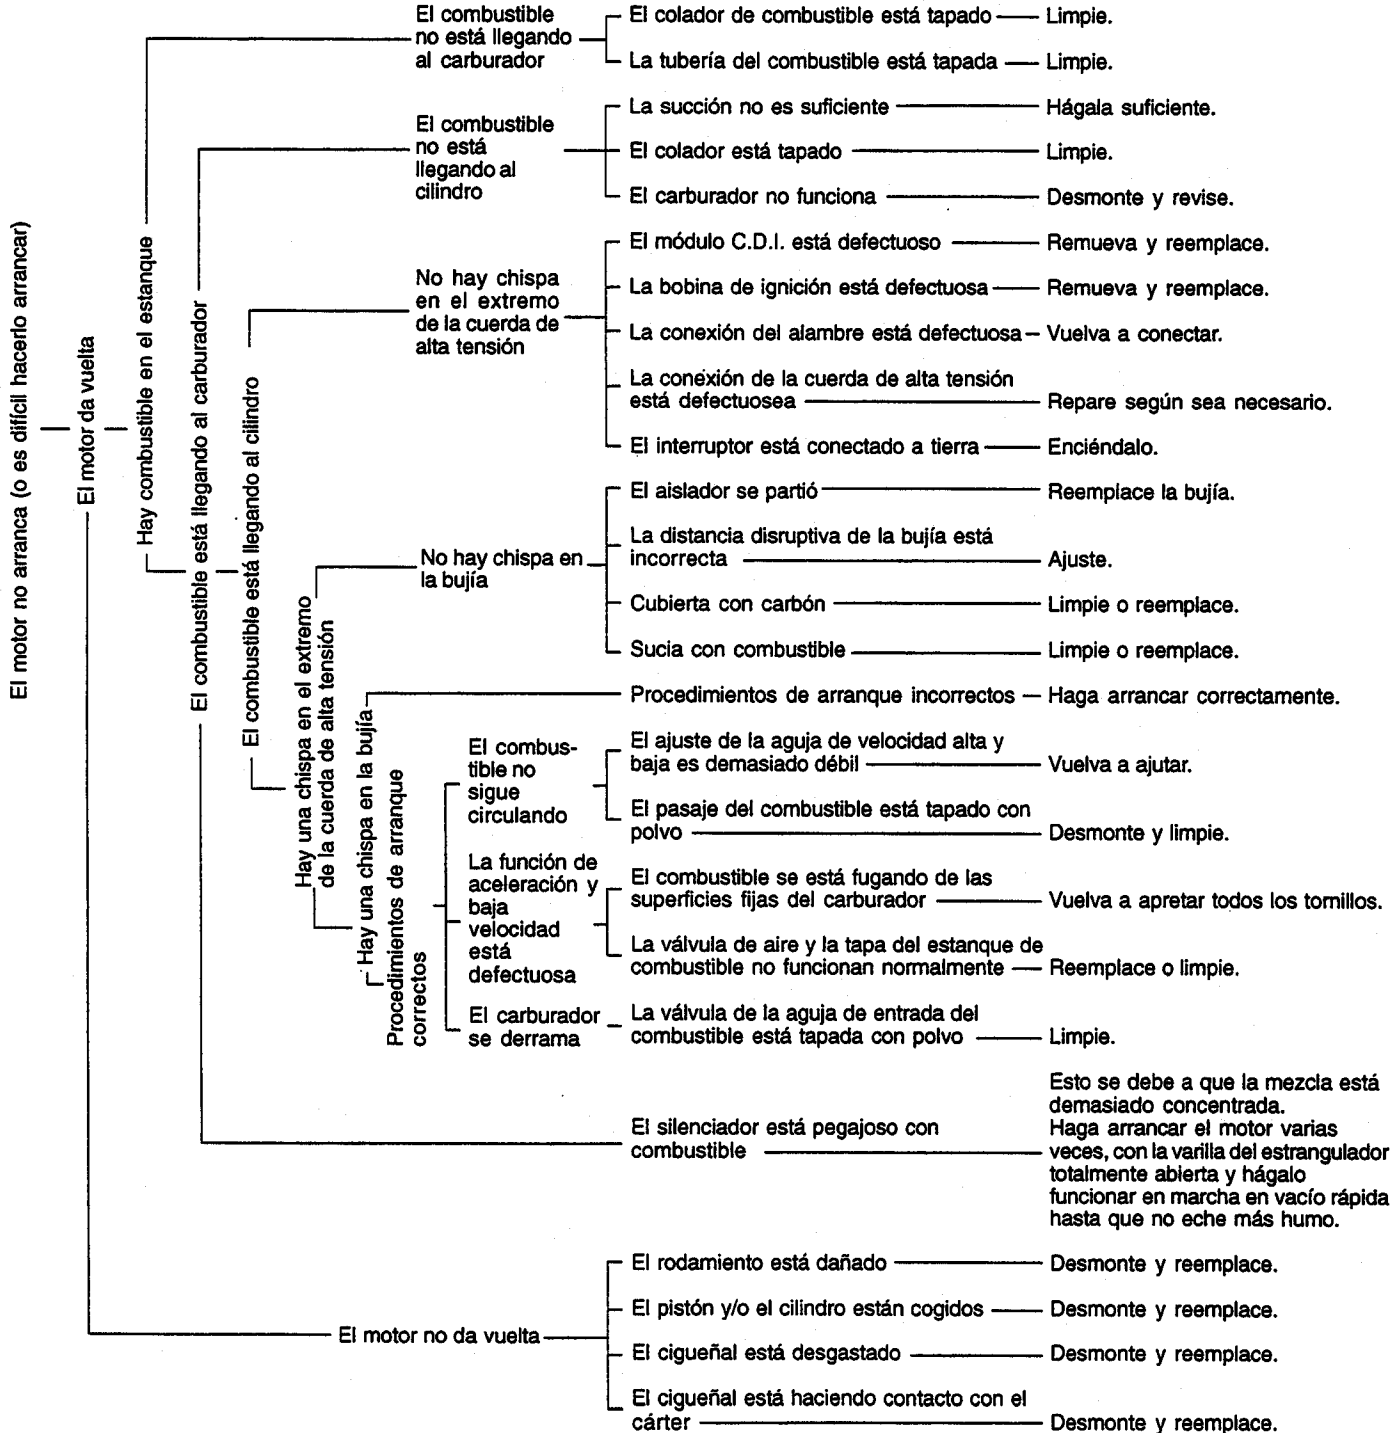 El motor no arranca (o es difícil hacerlo arrancar)
El motor da vuelta
Hay combustible en el estanque
El combustible
no está llegando
al carburador
El colador de combustible está tapado
Limpie.
La tubería del combustible está tapada
Limpie.
El combustible está llegando al carburador
El combustible
no está
llegando al
cilindro
La succión no es suficiente
Hágala suficiente.
El colador está tapado
Limpie.
El carburador no funciona
Desmonte y revise.
El combustible está llegando al cilindro
No hay chispa
en el extremo
de la cuerda de
alta tensión
El módulo C.D.I. está defectuoso
Remueva y reemplace.
La bobina de ignición está defectuosa
Remueva y reemplace.
La conexión del alambre está defectuosa
Vuelva a conectar.
La conexión de la cuerda de alta tensión
está defectuosea
Repare según sea necesario.
El interruptor está conectado a tierra
Enciéndalo.
Hay una chispa en el extremo
de la cuerda de alta tensión
No hay chispa en
la bujía
El aislador se partió
Reemplace la bujía.
La distancia disruptiva de la bujía está
incorrecta
Ajuste.
Cubierta con carbón
Limpie o reemplace.
Sucia con combustible
Limpie o reemplace.
Hay una chispa en la bujía
Procedimientos de arranque incorrectos
Haga arrancar correctamente.
Procedimientos de arranque
correctos
El combus-
tible no
sigue
circulando
El ajuste de la aguja de velocidad alta y
baja es demasiado débil
Vuelva a ajutar.
El pasaje del combustible está tapado con
polvo
Desmonte y limpie.
La función de
aceleración y
baja
velocidad
está
defectuosa
El combustible se está fugando de las
superficies fijas del carburador
Vuelva a apretar todos los tornillos.
La válvula de aire y la tapa del estanque de
combustible no funcionan normalmente
Reemplace o limpie.
El carburador
se derrama
La válvula de la aguja de entrada del
combustible está tapada con polvo
Limpie.
El silenciador está pegajoso con
combustible
Esto se debe a que la mezcla está
demasiado concentrada.
Haga arrancar el motor varias
veces, con la varilla del estrangulador
totalmente abierta y hágalo
funcionar en marcha en vacío rápida
hasta que no eche más humo.
El motor no da vuelta
El rodamiento está dañado
Desmonte y reemplace.
El pistón y/o el cilindro están cogidos
Desmonte y reemplace.
El cigueñal está desgastado
Desmonte y reemplace.
El cigueñal está haciendo contacto con el
cárter
Desmonte y reemplace.